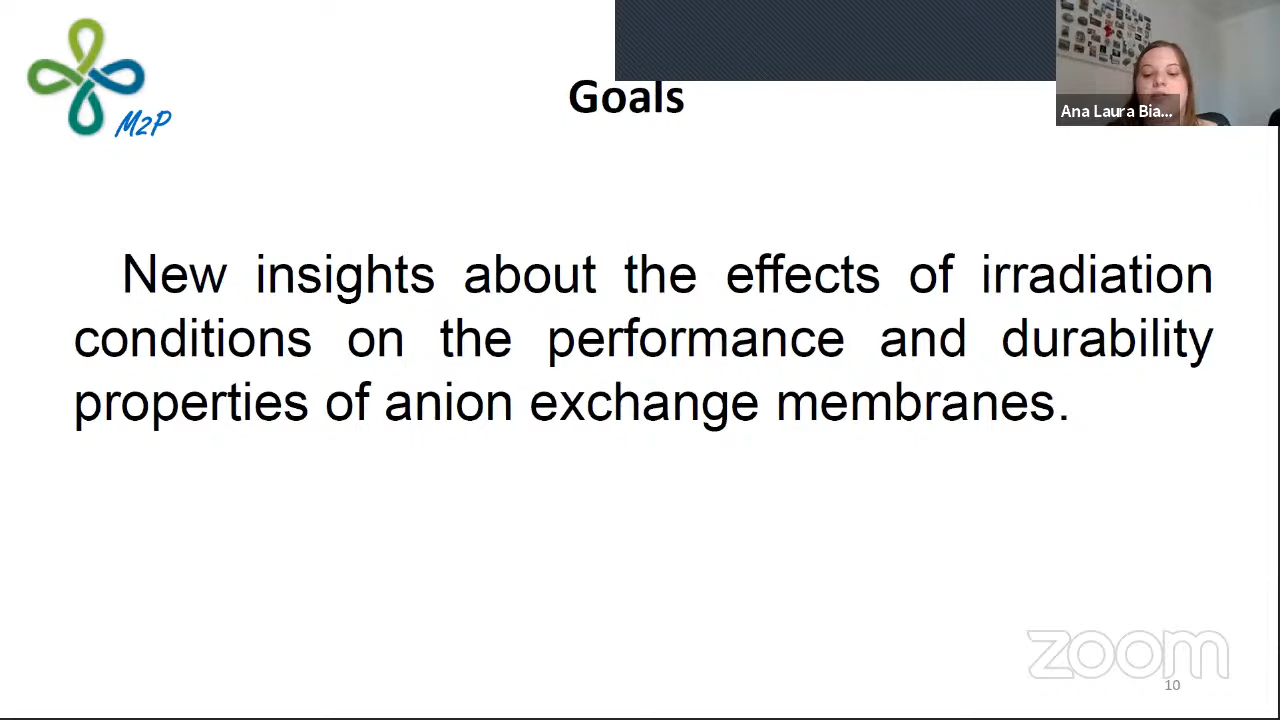 M2P
Goals
Ana Laura Bia...
New insights about the effects of irradiation
conditions on the performance and durability
properties of anion exchange membranes.
zoom
10